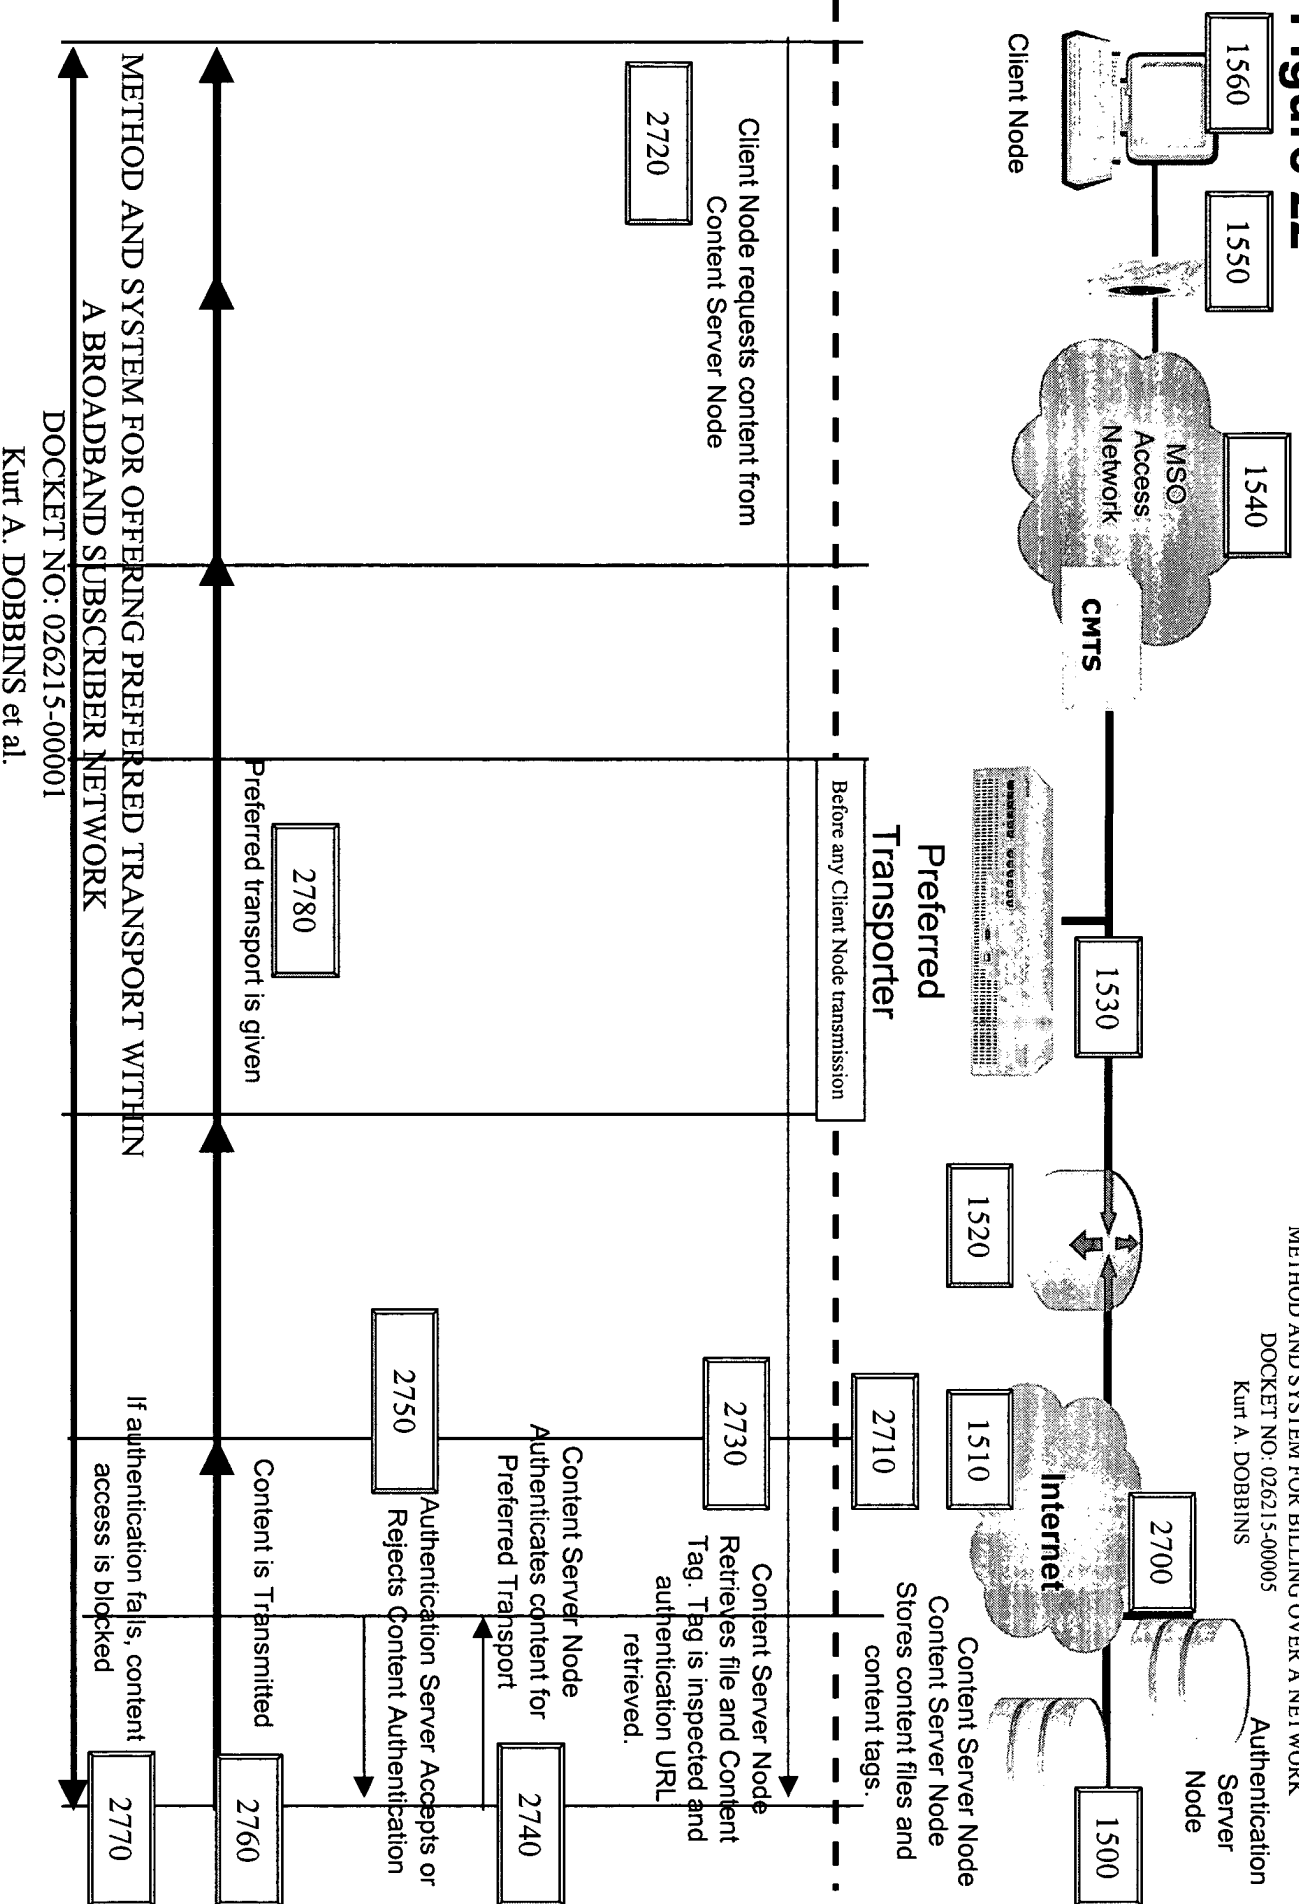 Figure 22
METHOD AND SYSTEM FOR BILLING OVER A NETWORK
DOCKET NO: 026215-00005
Kurt A. DOBBINS
1560
Client Node
1550
1540
MSO
Access
Network
CMTS
1530
Preferred
Transporter
1520
1510
Internet
2700
Authentication
Server
Node
1500
Content Server Node
Content Server Node
Stores content files and
content tags.
2710
Before any Client Node transmission
Client Node requests content from
Content Server Node
2720
2730
Content Server Node
Retrieves file and Content
Tag. Tag is inspected and
authentication URL
retrieved.
Content Server Node
Authenticates content for
Preferred Transport
2740
2750
Authentication Server Accepts or
Rejects Content Authentication
2780
Preferred transport is given
Content is Transmitted
2760
If authentication fails, content
access is blocked
2770
METHOD AND SYSTEM FOR OFFERING PREFERRED TRANSPORT WITHIN
A BROADBAND SUBSCRIBER NETWORK
DOCKET NO: 026215-00001
Kurt A. DOBBINS et al.